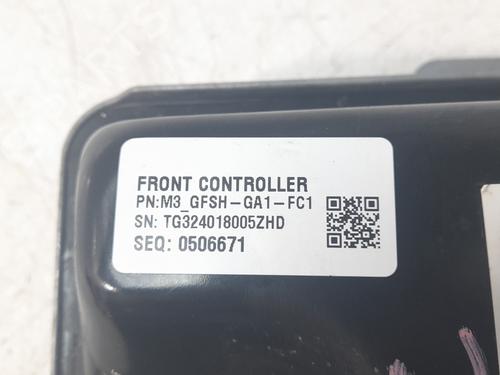 FRONT CONTROLLER
PN:M3_GFSH-GA1-FC1
SN: TG324018005ZHD
SEQ: 0506671